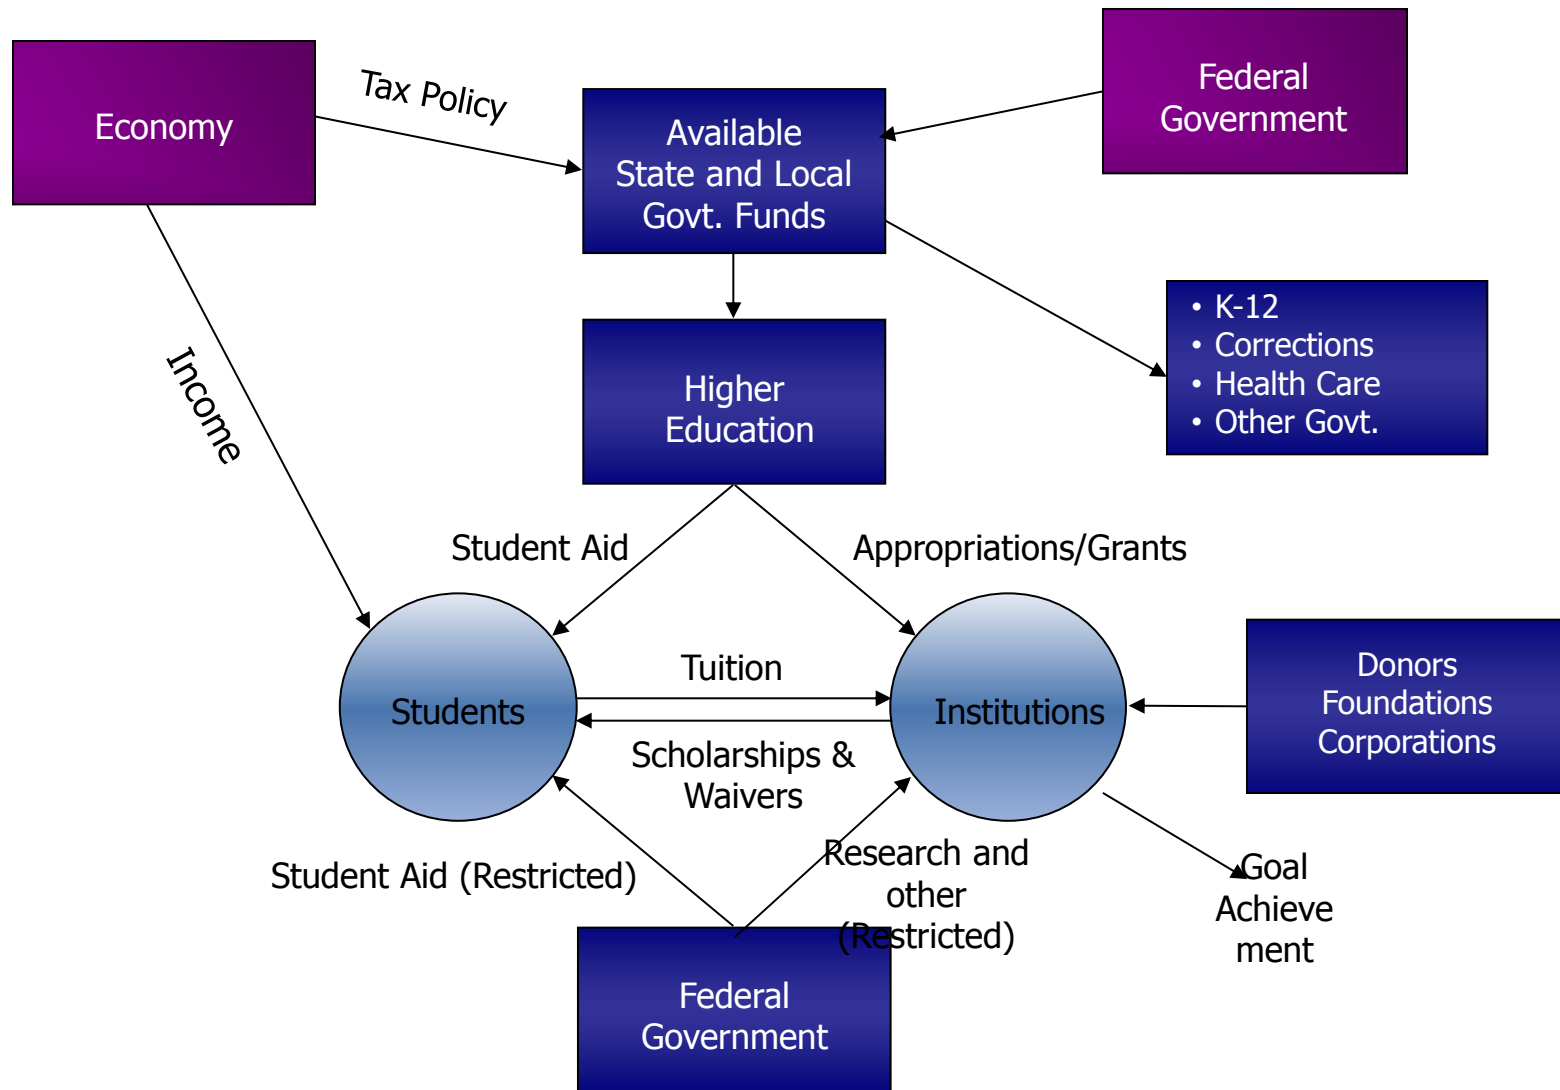 Economy
Tax Policy
Available
State and Local
Govt. Funds
Federal
Government
• K-12
• Corrections
• Health Care
• Other Govt.
Income
Higher
Education
Student Aid
Appropriations/Grants
Students
Tuition
Scholarships &
Waivers
Institutions
Donors
Foundations
Corporations
Student Aid (Restricted)
Research and
other
(Restricted)
Goal
Achieve
ment
Federal
Government